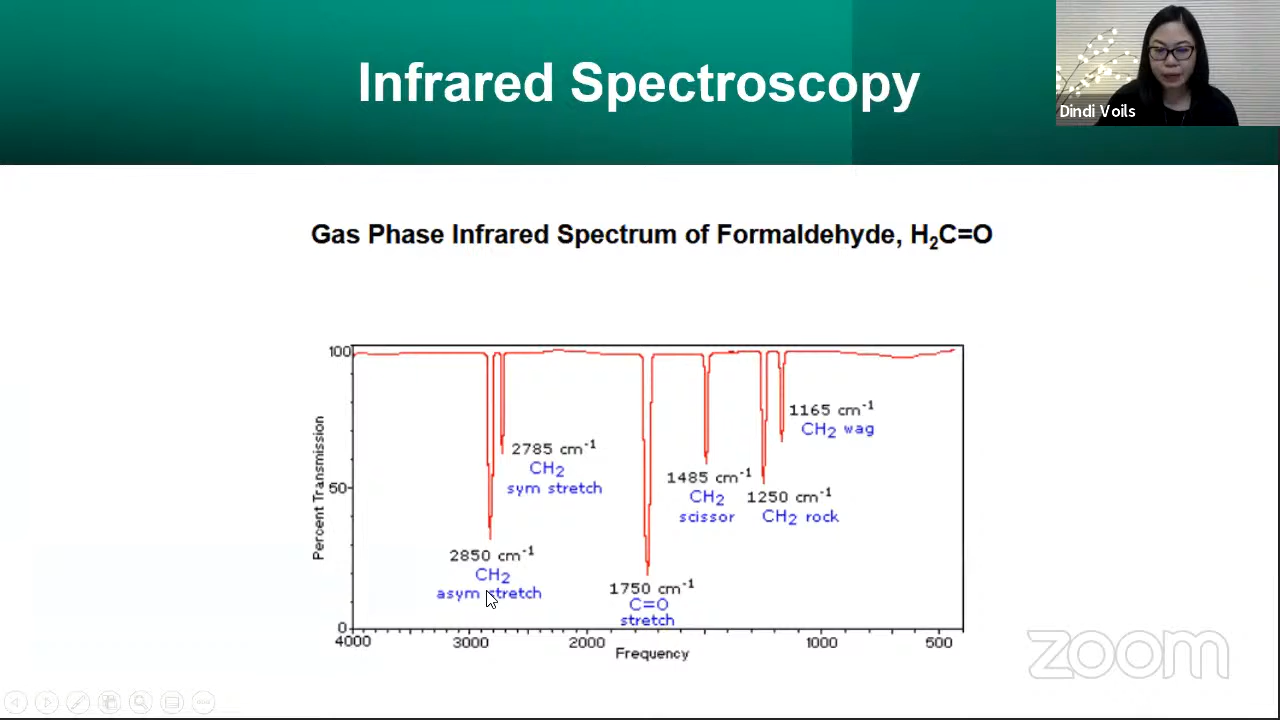 Infrared Spectroscopy
Dindi Voils
Gas Phase Infrared Spectrum of Formaldehyde, H₂C=O
Percent Transmission
100
50
0
2785 cm⁻¹
CH₂
sym stretch
2850 cm⁻¹
CH₂
asym stretch
1750 cm⁻¹
C=O
stretch
1485 cm⁻¹
CH₂
scissor
1250 cm⁻¹
CH₂ rock
1165 cm⁻¹
CH₂ wag
4000
3000
2000
1000
500
Frequency
zoom